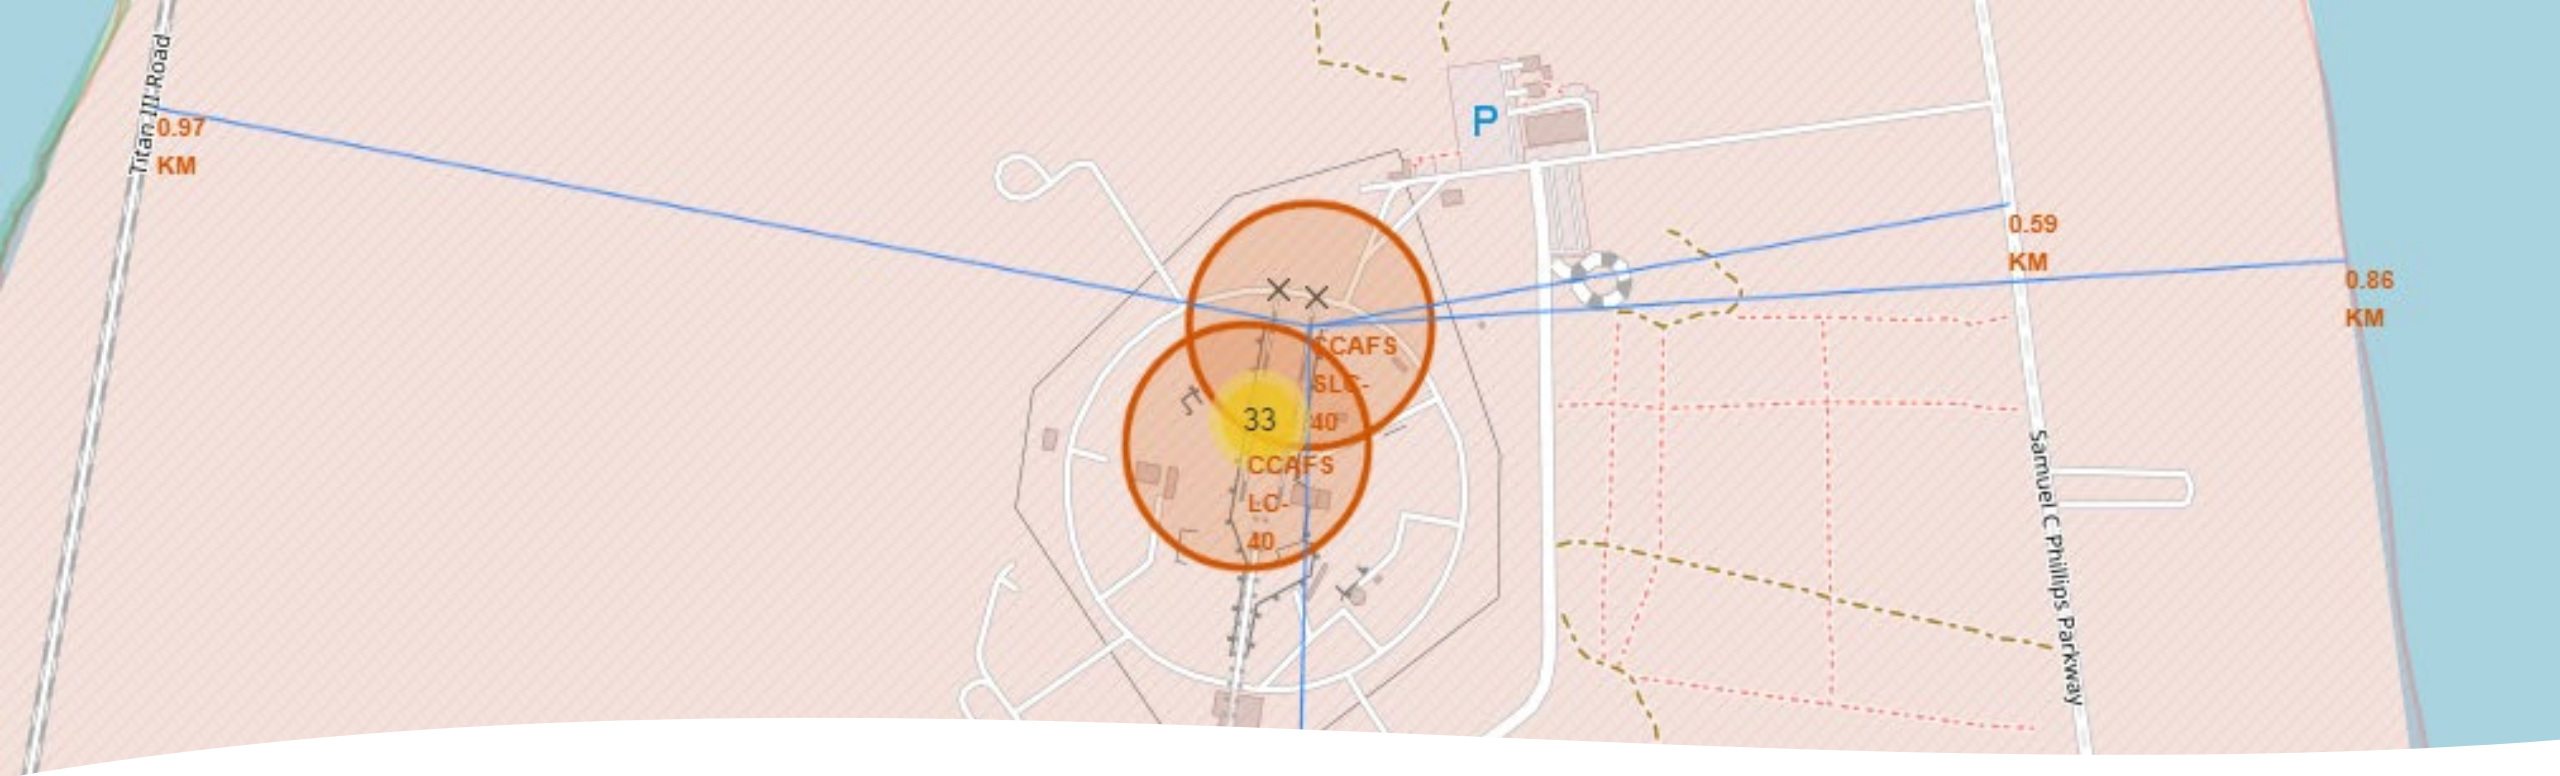 Titan III Road
0.97
KM
P
0.59
KM
0.86
KM
CCAFS
SLC-
40
33
CCAFS
LC-
40
Samuel C Phillips Parkway